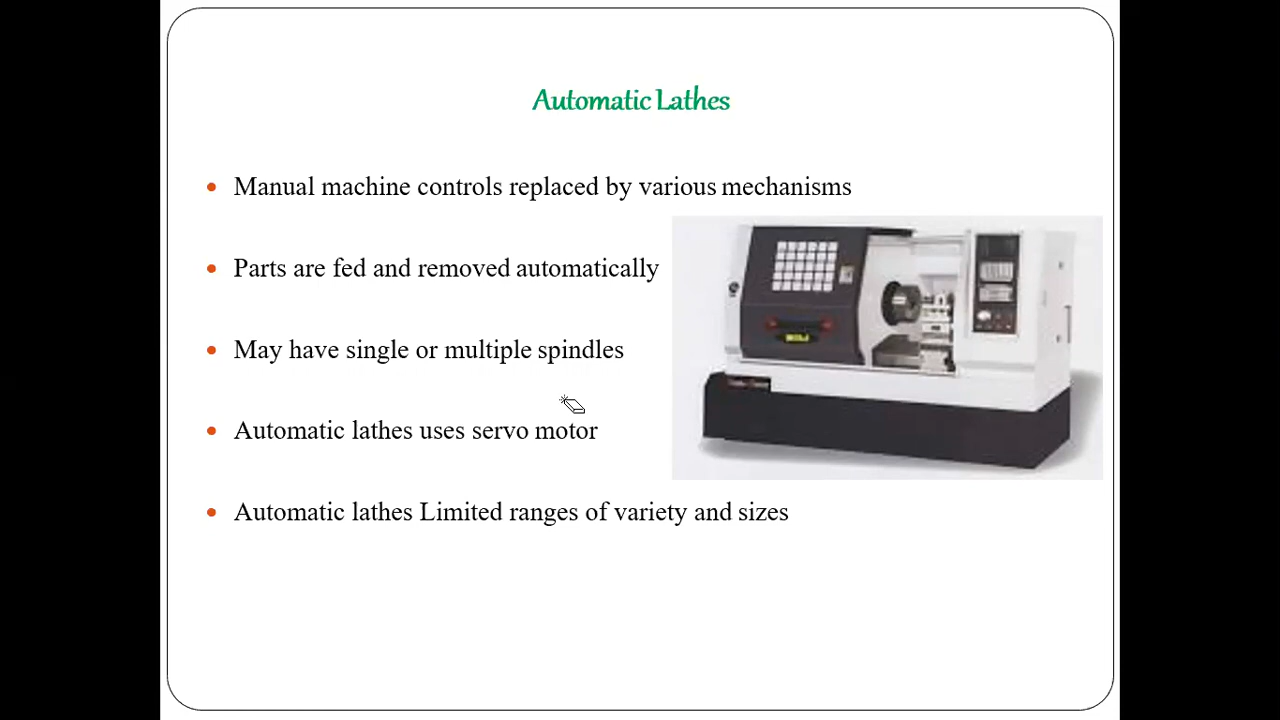 Automatic Lathes
Manual machine controls replaced by various mechanisms
Parts are fed and removed automatically
May have single or multiple spindles
Automatic lathes uses servo motor
Automatic lathes Limited ranges of variety and sizes